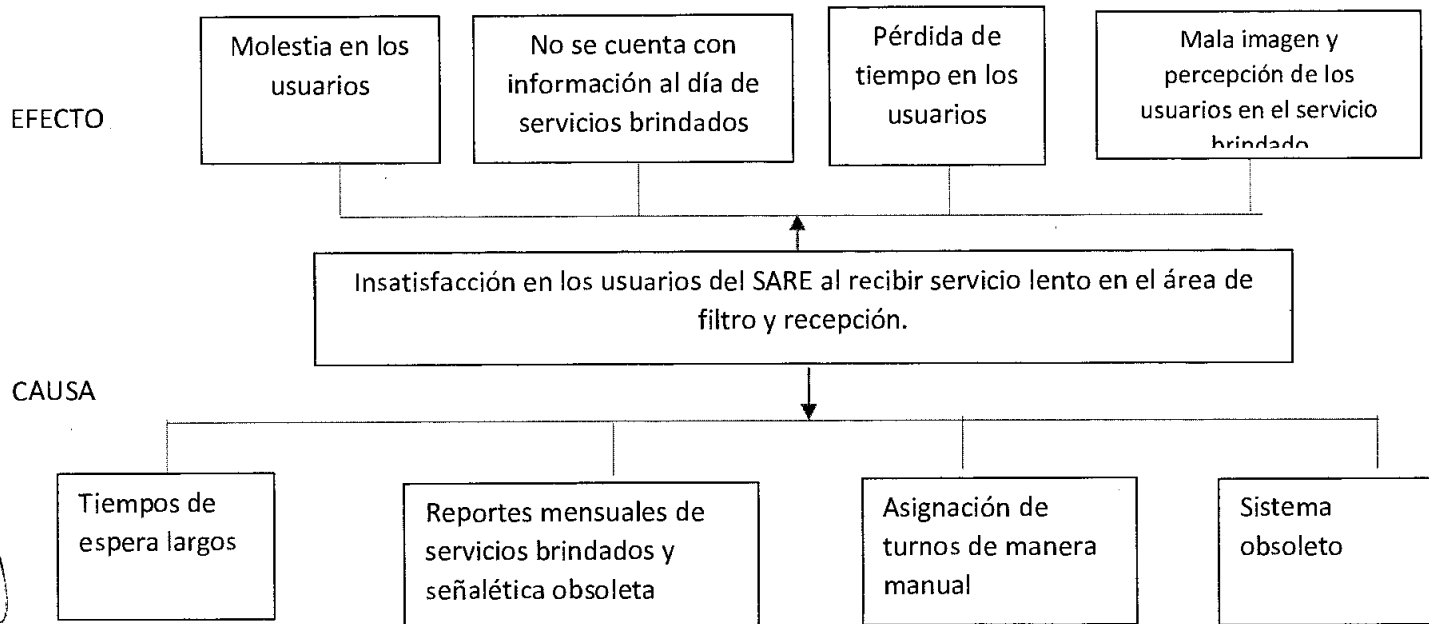 EFECTO
Molestia en los
usuarios
No se cuenta con
información al día de
servicios brindados
Pérdida de
tiempo en los
usuarios
Mala imagen y
percepción de los
usuarios en el servicio
brindado
Insatisfacción en los usuarios del SARE al recibir servicio lento en el área de
filtro y recepción.
CAUSA
Tiempos de
espera largos
Reportes mensuales de
servicios brindados y
señalética obsoleta
Asignación de
turnos de manera
manual
Sistema
obsoleto